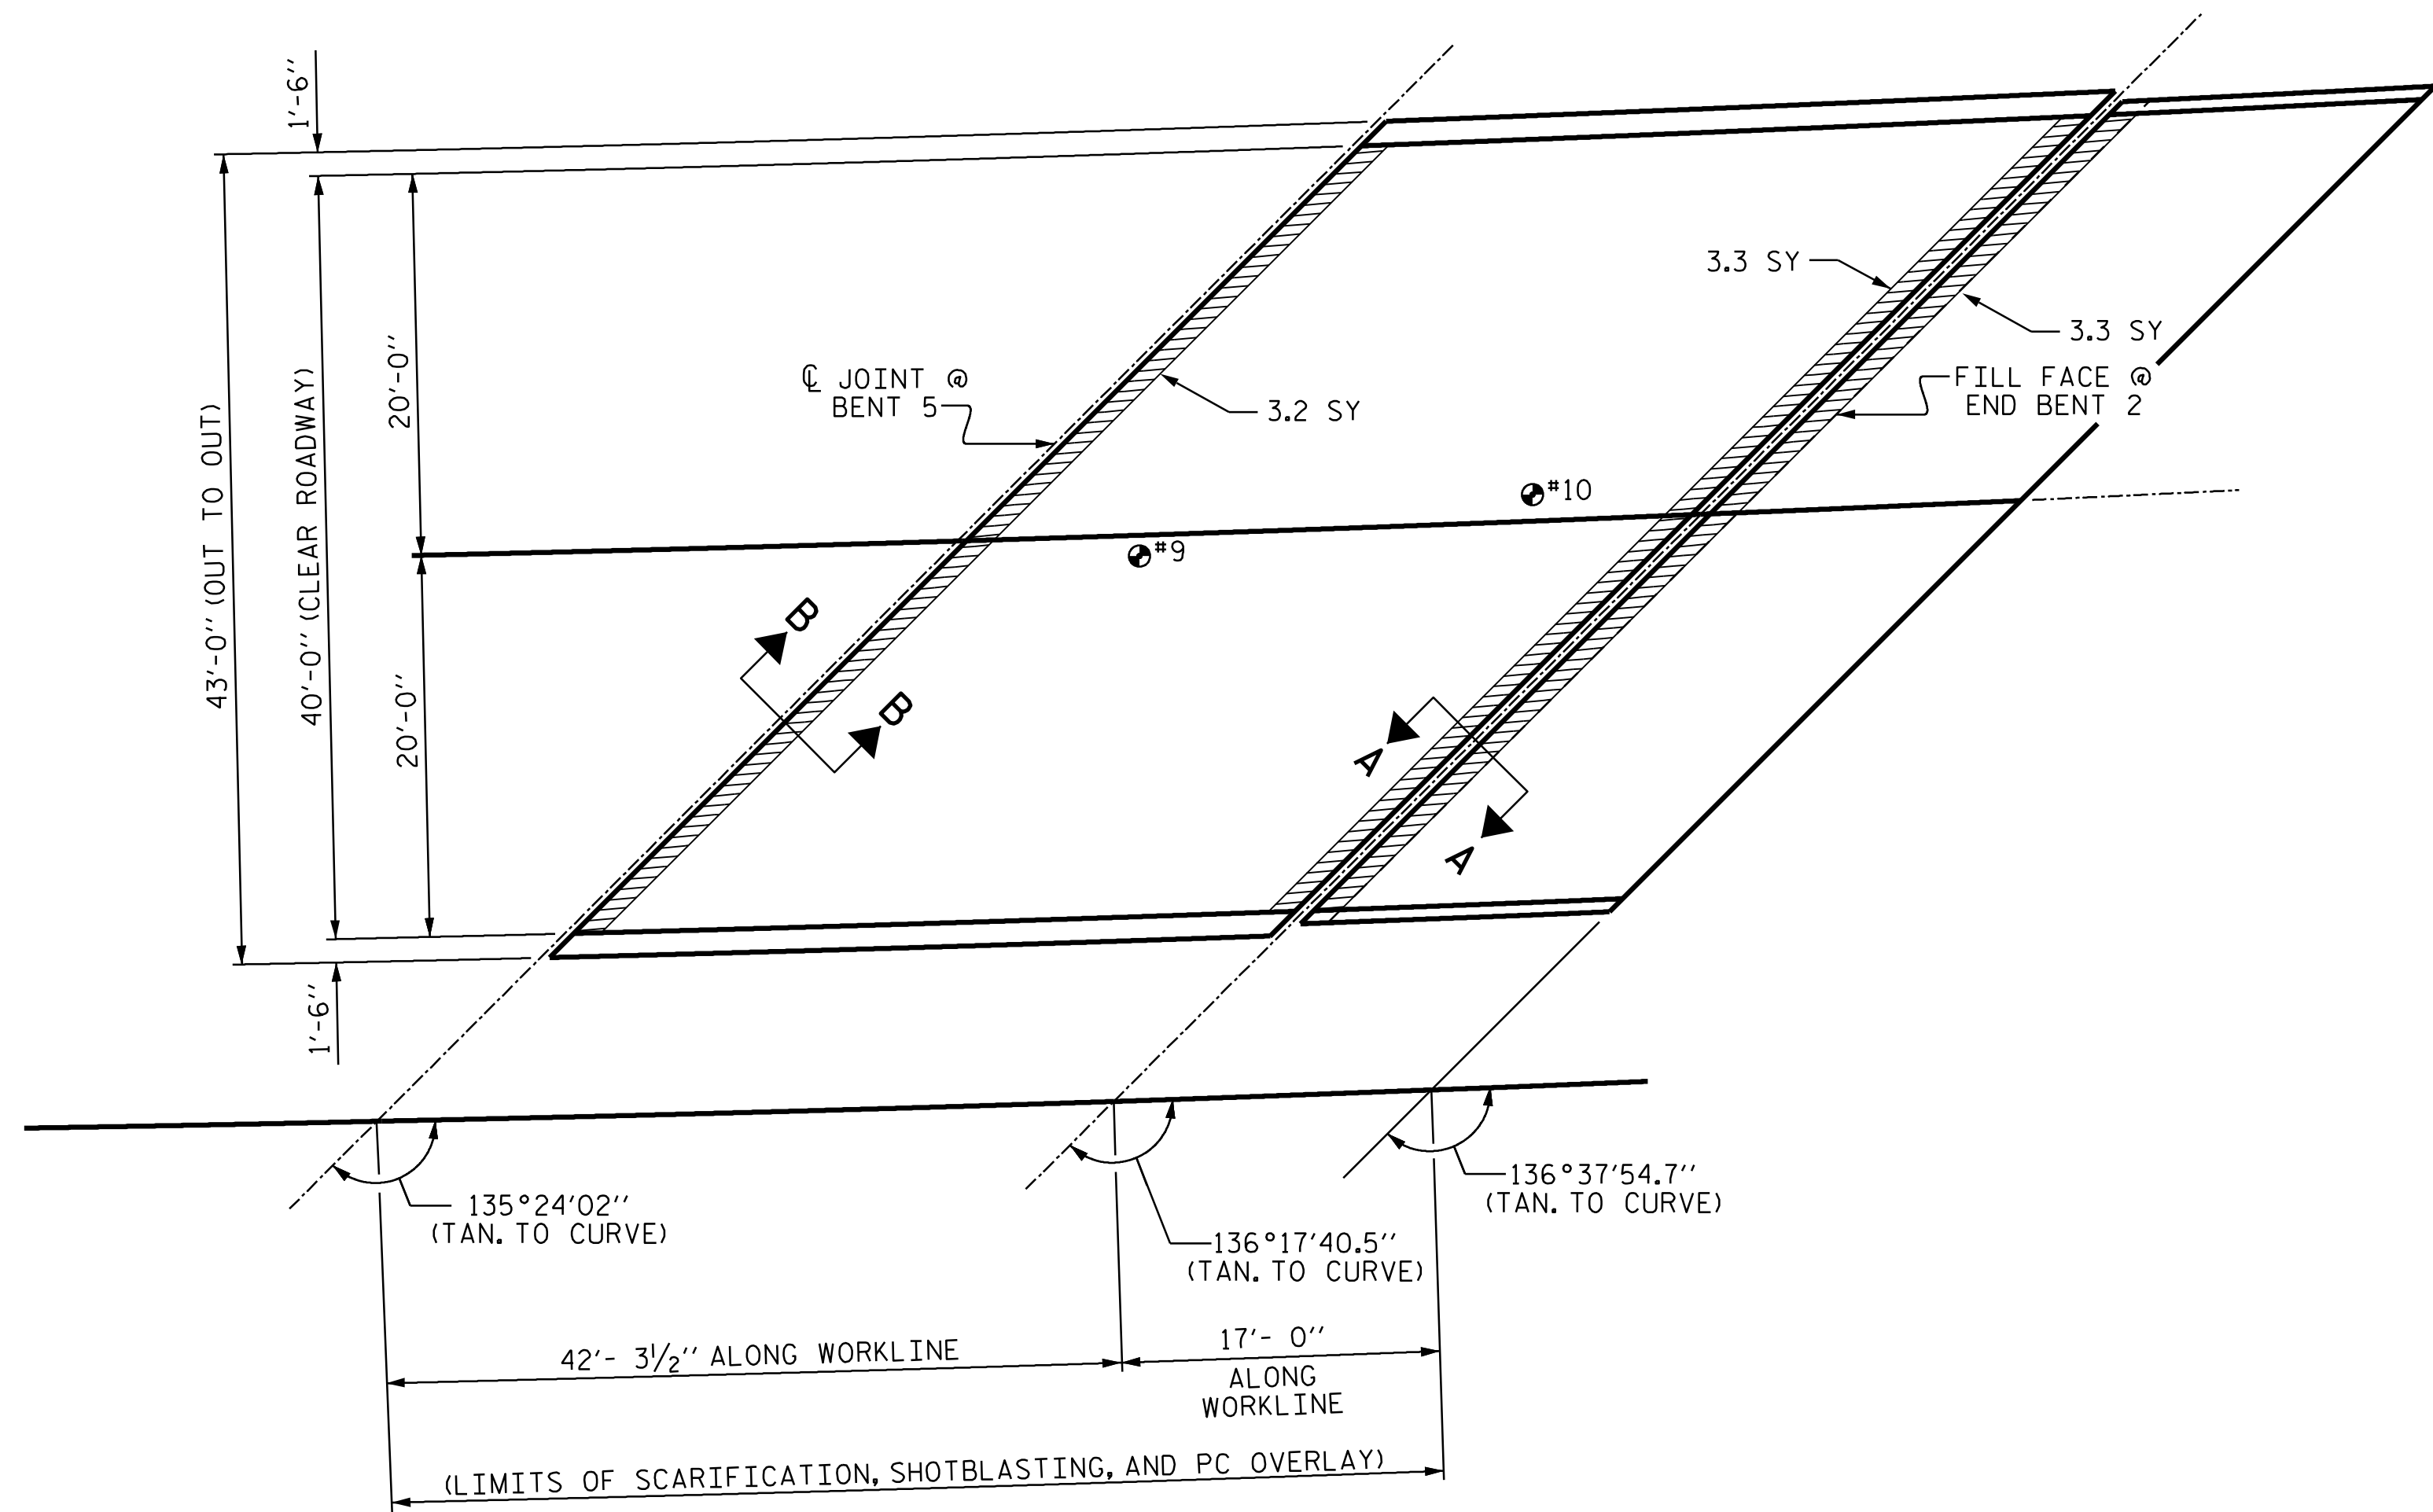 1'-6"
43'-0" (OUT TO OUT)
40'-0" (CLEAR ROADWAY)
20'-0"
20'-0"
1'-6"
℄ JOINT @
BENT 5
3.2 SY
3.3 SY
3.3 SY
FILL FACE @
END BENT 2
#10
#9
B
B
A
A
135°24'02"
(TAN. TO CURVE)
136°17'40.5"
(TAN. TO CURVE)
136°37'54.7"
(TAN. TO CURVE)
42'- 3½" ALONG WORKLINE
17'- 0"
ALONG
WORKLINE
(LIMITS OF SCARIFICATION, SHOTBLASTING, AND PC OVERLAY)